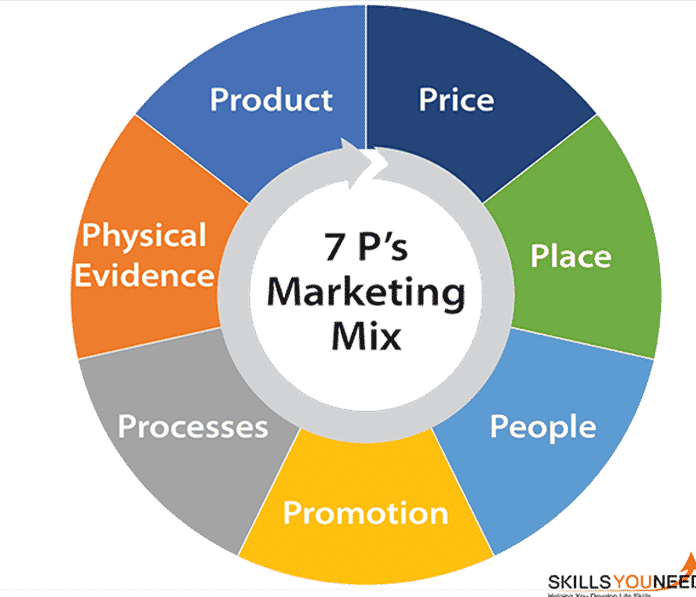 Product
Price
Physical
Evidence
7 P's
Marketing
Mix
Place
Processes
People
Promotion
SKILLSYOUNEED
Helping You Develop Life Skills